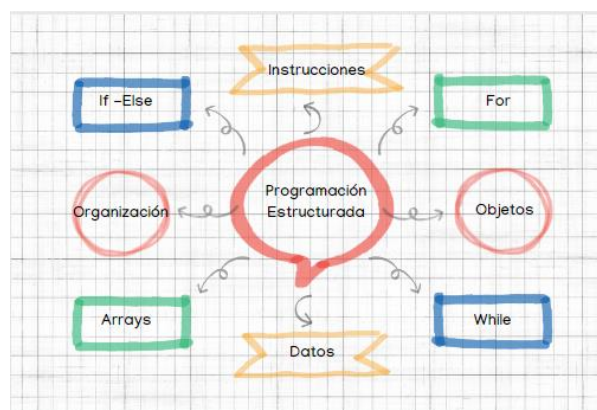 Instrucciones
If -Else
For
Programación
Estructurada
Organización
Objetos
Arrays
While
Datos